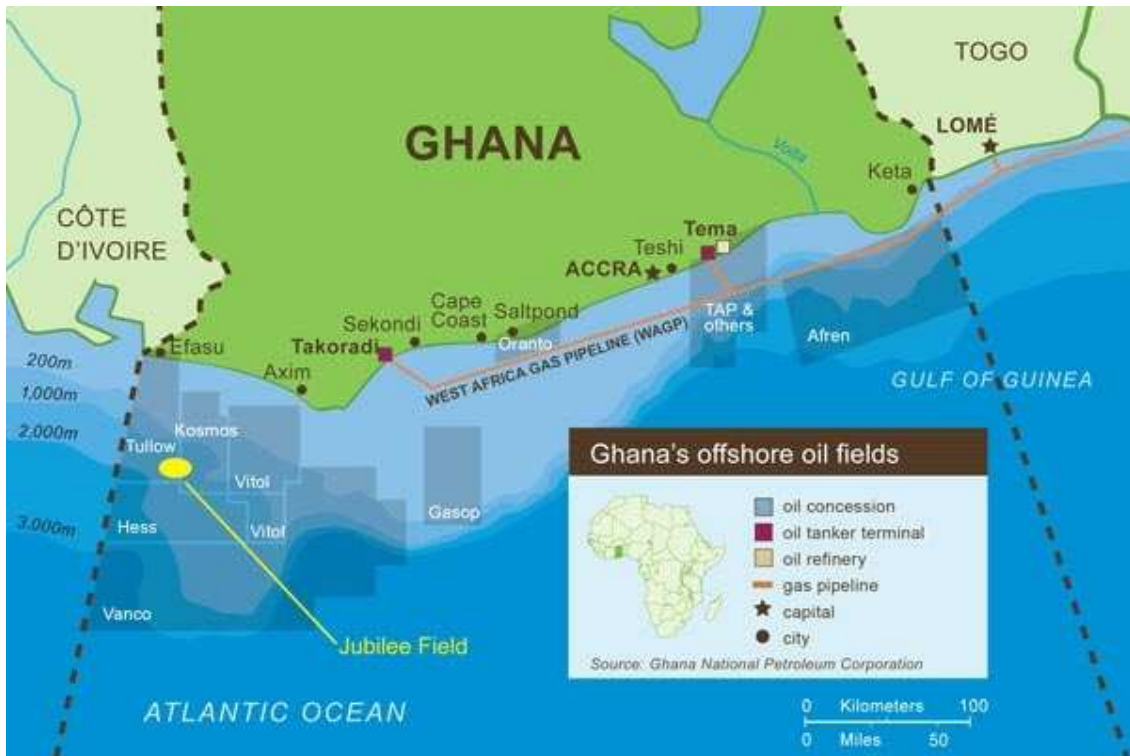 TOGO
LOMÉ
GHANA
Volta
Keta
CÔTE
D'IVOIRE
Tema
Teshi
ACCRA
Cape
Coast
Saltpond
Sekondi
Oranto
TAP &
others
Takoradi
Efasu
Afren
WEST AFRICA GAS PIPELINE (WAGP)
200m
Axim
GULF OF GUINEA
1,000m
2,000m
Kosmos
Tullow
Vitol
3,000m
Hess
Vitol
Gasop
Vanco
Jubilee Field
ATLANTIC OCEAN
Ghana's offshore oil fields
oil concession
oil tanker terminal
oil refinery
gas pipeline
capital
city
Source: Ghana National Petroleum Corporation
0 Kilometers 100
0 Miles 50